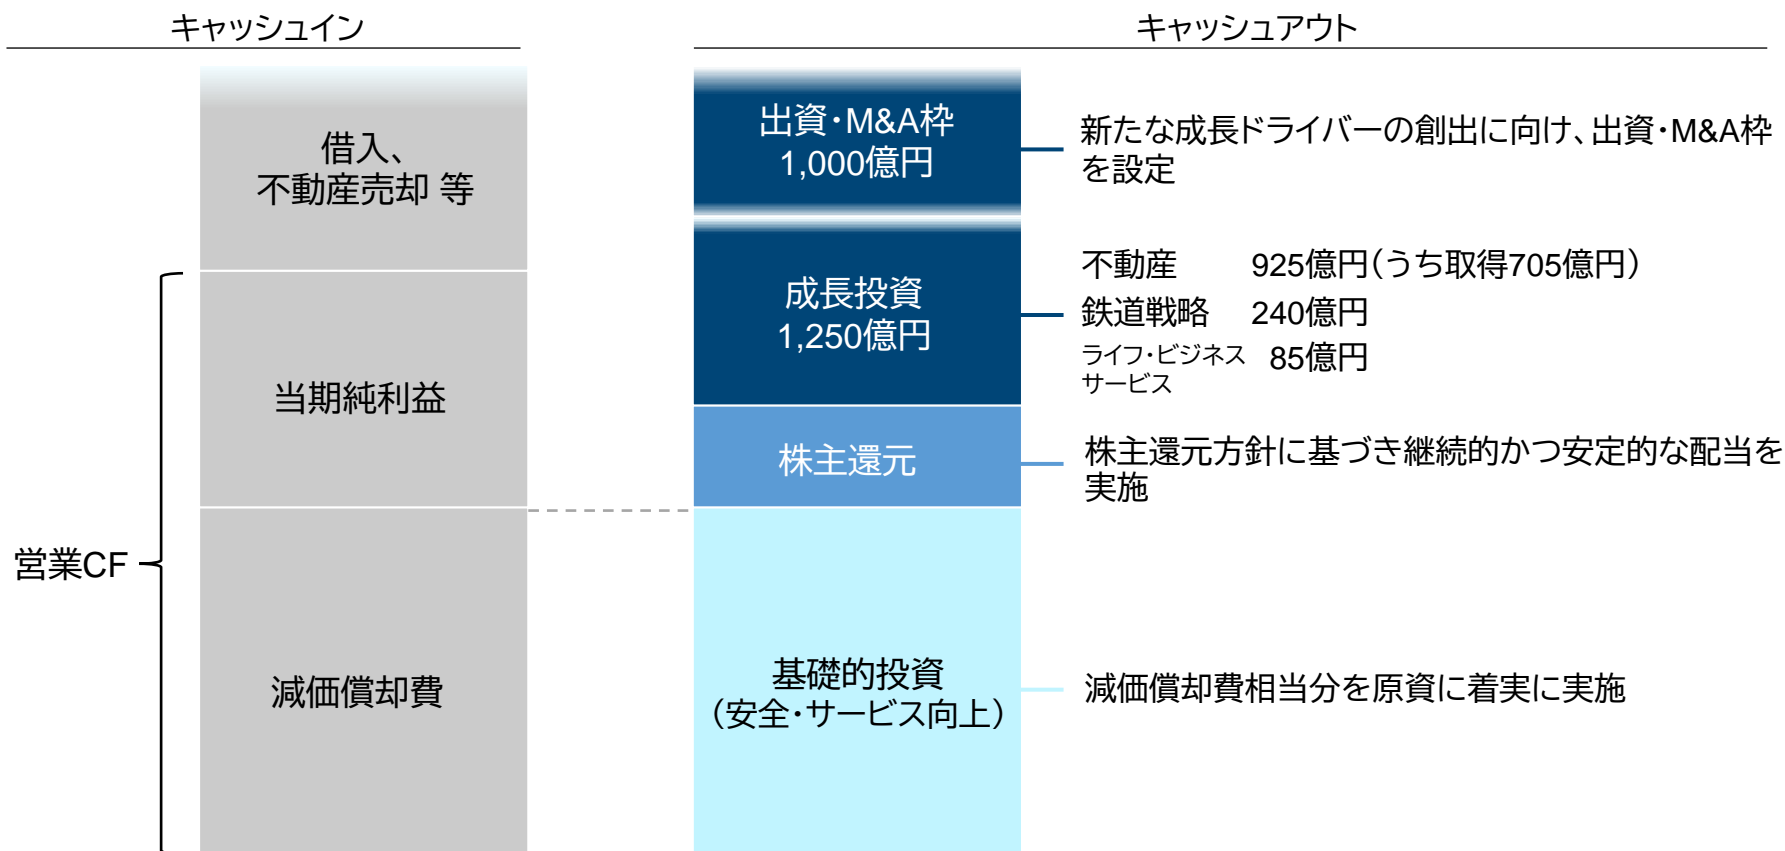 キャッシュイン
キャッシュアウト
借入、
不動産売却 等
当期純利益
減価償却費
営業CF
出資・M&A枠
1,000億円
新たな成長ドライバーの創出に向け、出資・M&A枠
を設定
成長投資
1,250億円
不動産 925億円（うち取得705億円）
鉄道戦略 240億円
ライフ・ビジネス 85億円
サービス
株主還元
株主還元方針に基づき継続的かつ安定的な配当を
実施
基礎的投資
（安全・サービス向上）
減価償却費相当分を原資に着実に実施